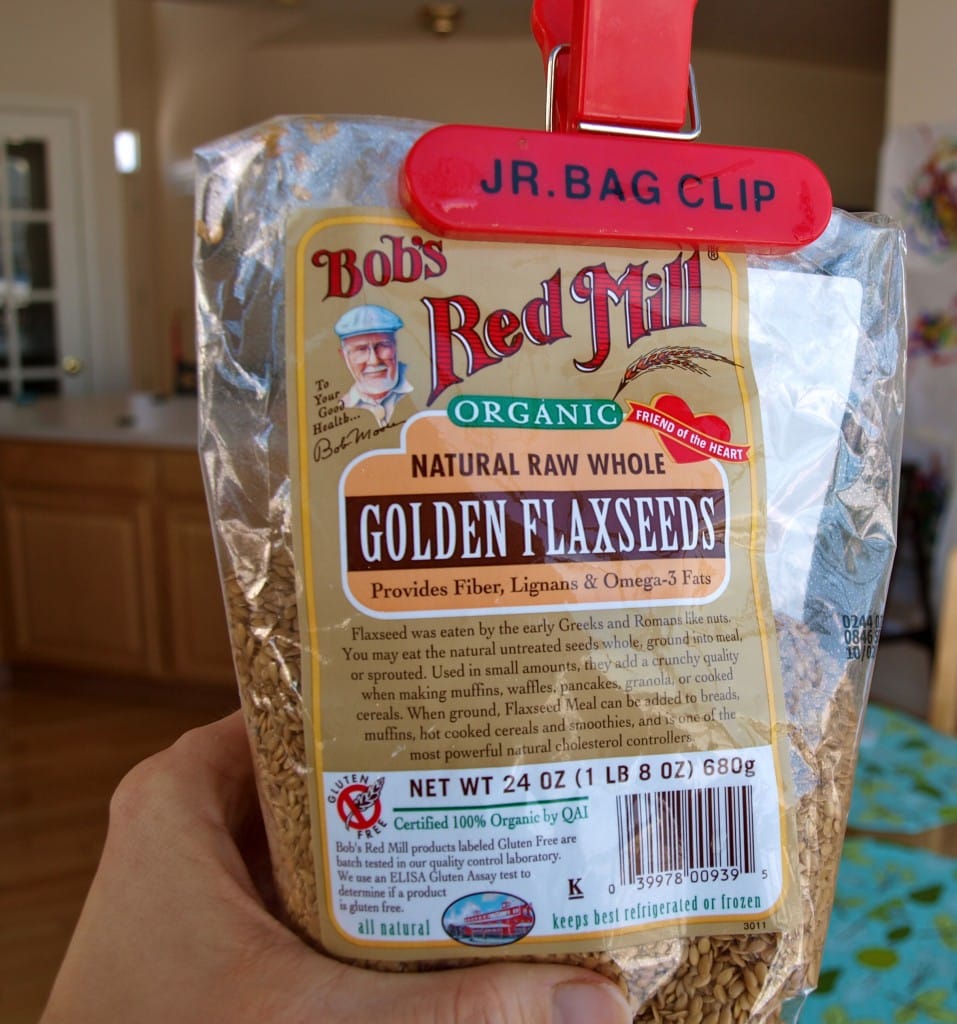 JR. BAG CLIP
Bob's
Red Mill®
To
Your
Good
Health...
Bob Moore
ORGANIC
FRIEND of the HEART
NATURAL RAW WHOLE
GOLDEN FLAXSEEDS
Provides Fiber, Lignans & Omega-3 Fats
Flaxseed was eaten by the early Greeks and Romans like nuts.
You may eat the natural untreated seeds whole, ground into meal,
or sprouted. Used in small amounts, they add a crunchy quality
when making muffins, waffles, pancakes, granola, or cooked
cereals. When ground, Flaxseed Meal can be added to breads,
muffins, hot cooked cereals and smoothies, and is one of the
most powerful natural cholesterol controllers.
0244
0846
10/0
GLUTEN
FREE
NET WT 24 OZ (1 LB 8 OZ) 680g
Certified 100% Organic by QAI
Bob's Red Mill products labeled Gluten Free are
batch tested in our quality control laboratory.
We use an ELISA Gluten Assay test to
determine if a product
is gluten free.
K
0 39978 00939 5
all natural
keeps best refrigerated or frozen
3011